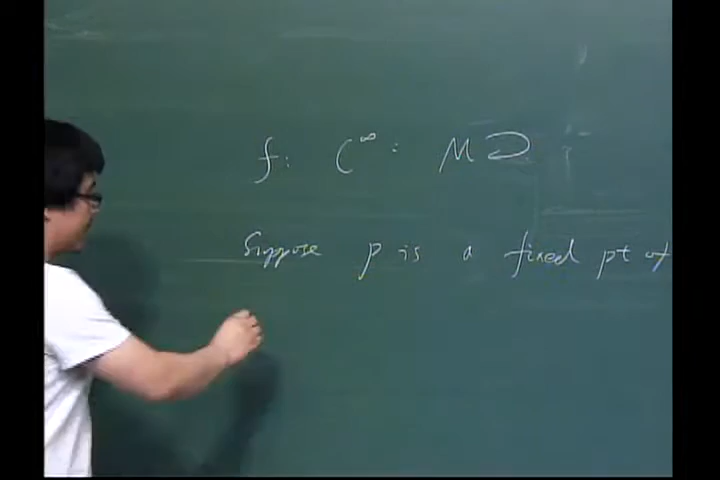 f: C^∞: M ⊃
Suppose p is a fixed pt of